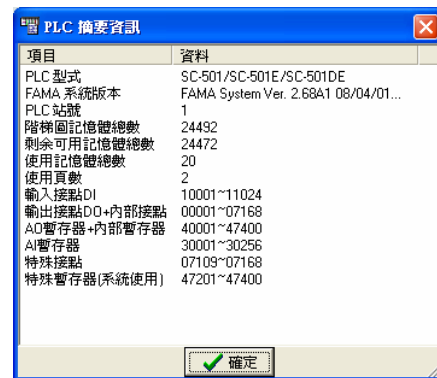 PLC 摘要資訊
項目 資料
PLC 型式 SC-501/SC-501E/SC-501DE
FAMA 系統版本 FAMA System Ver. 2.68A1 08/04/01...
PLC 站號 1
階梯圖記憶體總數 24492
剩余可用記憶體總數 24472
使用記憶體總數 20
使用頁數 2
輸入接點DI 10001~11024
輸出接點DO+內部接點 00001~07168
AO暫存器+內部暫存器 40001~47400
AI暫存器 30001~30256
特殊接點 07109~07168
特殊暫存器(系統使用) 47201~47400
確定